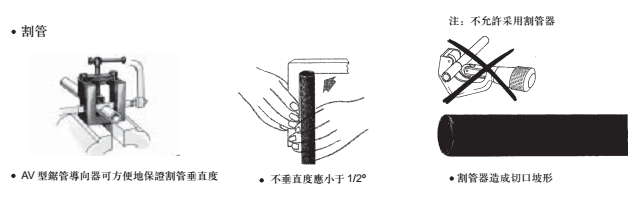 • 割管
注：不允許采用割管器
• AV 型鋸管導向器可方便地保證割管垂直度
• 不垂直度應小于 1/2º
• 割管器造成切口坡形